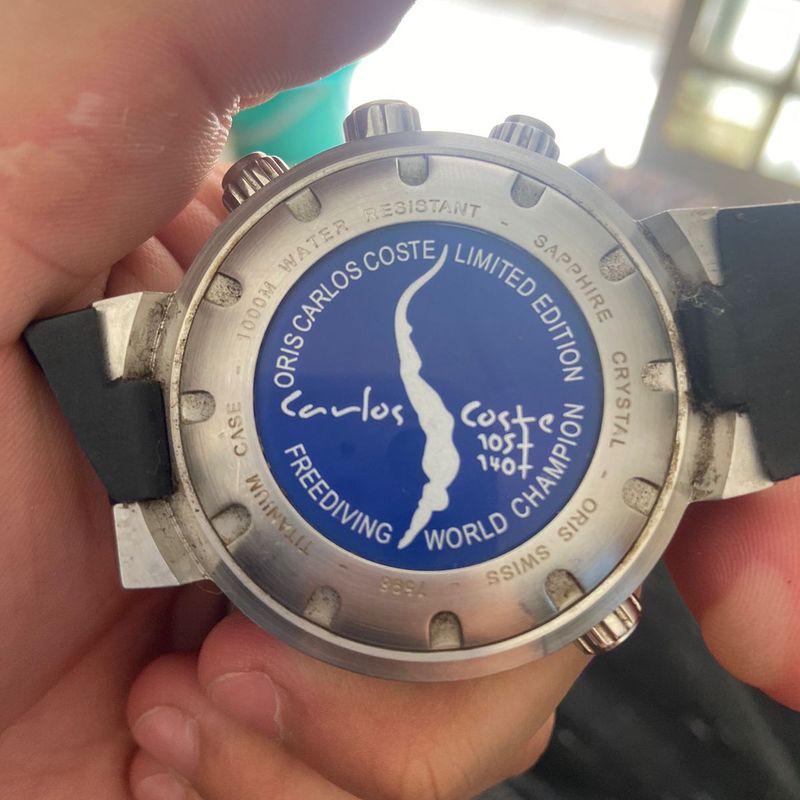 1000M WATER RESISTANT - SAPPHIRE CRYSTAL - ORIS SWISS - 7595 - TITANIUM CASE -
ORIS CARLOS COSTE LIMITED EDITION
Carlos Coste
105
140
FREEDIVING WORLD CHAMPION